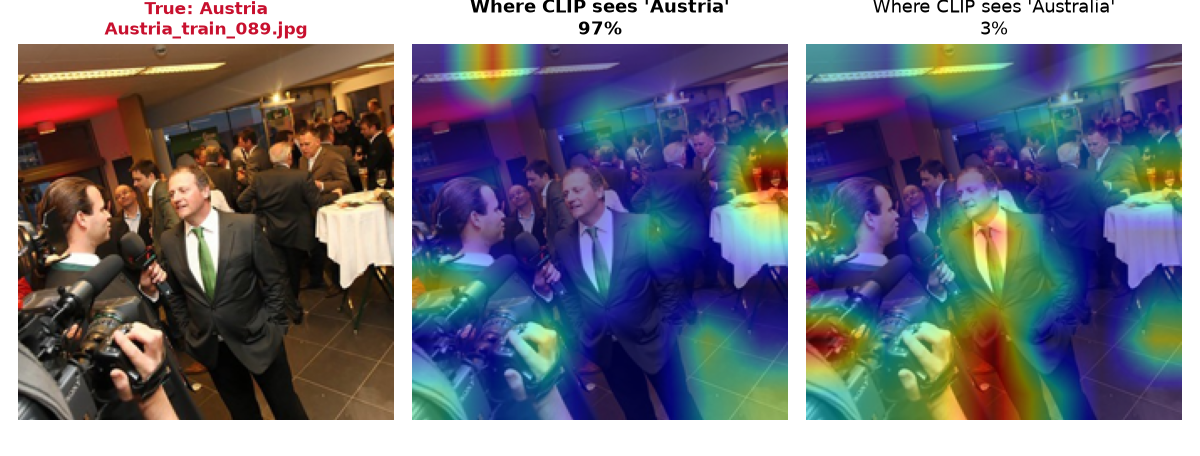 True: Austria
Austria_train_089.jpg
Where CLIP sees 'Austria'
97%
Where CLIP sees 'Australia'
3%